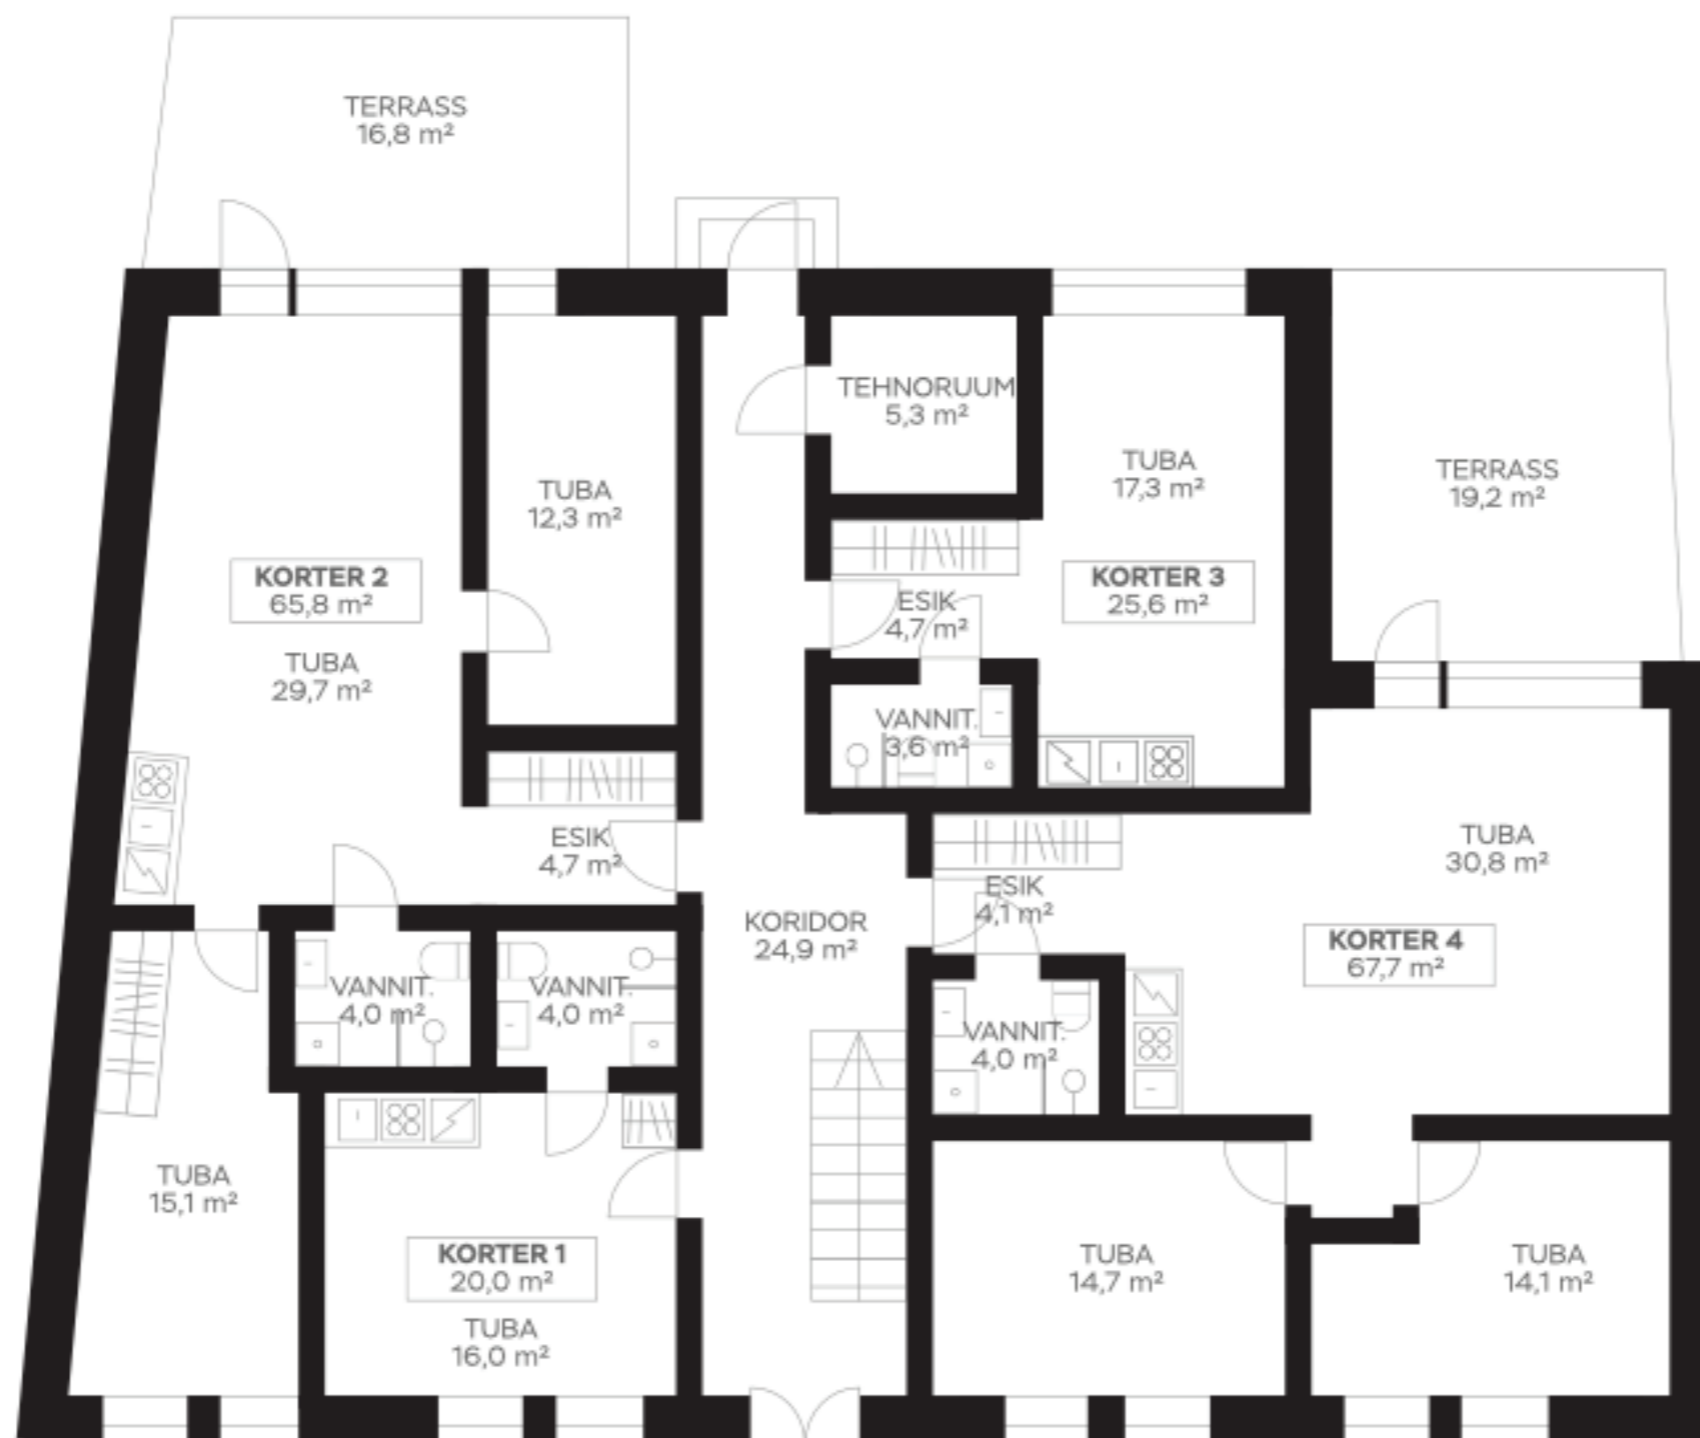 TERRASS
16,8 m²
TEHNORUUM
5,3 m²
TUBA
17,3 m²
TERRASS
19,2 m²
TUBA
12,3 m²
KORTER 2
65,8 m²
TUBA
29,7 m²
KORTER 3
25,6 m²
ESIK
4,7 m²
VANNIT.
3,6 m²
ESIK
4,7 m²
TUBA
30,8 m²
ESIK
4,1 m²
KORIDOR
24,9 m²
KORTER 4
67,7 m²
VANNIT.
4,0 m²
VANNIT.
4,0 m²
VANNIT.
4,0 m²
TUBA
15,1 m²
KORTER 1
20,0 m²
TUBA
16,0 m²
TUBA
14,7 m²
TUBA
14,1 m²